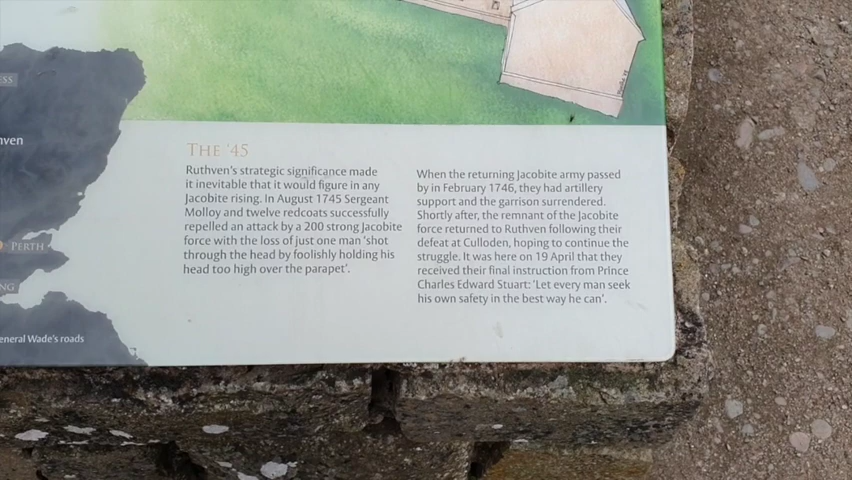 ESS
hven
PERTH
NG
eneral Wade's roads
THE '45
Ruthven's strategic significance made
it inevitable that it would figure in any
Jacobite rising. In August 1745 Sergeant
Molloy and twelve redcoats successfully
repelled an attack by a 200 strong Jacobite
force with the loss of just one man 'shot
through the head by foolishly holding his
head too high over the parapet'.
When the returning Jacobite army passed
by in February 1746, they had artillery
support and the garrison surrendered.
Shortly after, the remnant of the Jacobite
force returned to Ruthven following their
defeat at Culloden, hoping to continue the
struggle. It was here on 19 April that they
received their final instruction from Prince
Charles Edward Stuart: 'Let every man seek
his own safety in the best way he can'.